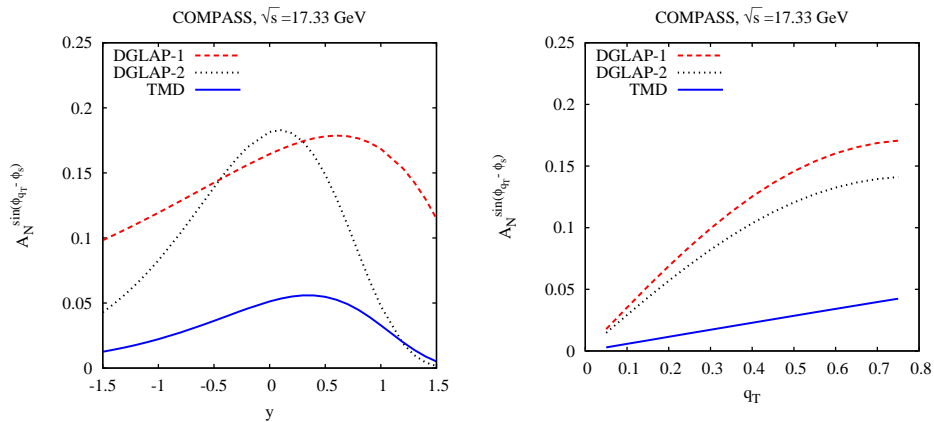 COMPASS, √s =17.33 GeV
DGLAP-1
DGLAP-2
TMD
A_N^sin(ϕ_qT - ϕ_s)
0.25
0.2
0.15
0.1
0.05
0
-1.5 -1 -0.5 0 0.5 1 1.5
y
COMPASS, √s =17.33 GeV
DGLAP-1
DGLAP-2
TMD
A_N^sin(ϕ_qT - ϕ_s)
0.25
0.2
0.15
0.1
0.05
0
0 0.1 0.2 0.3 0.4 0.5 0.6 0.7 0.8
q_T